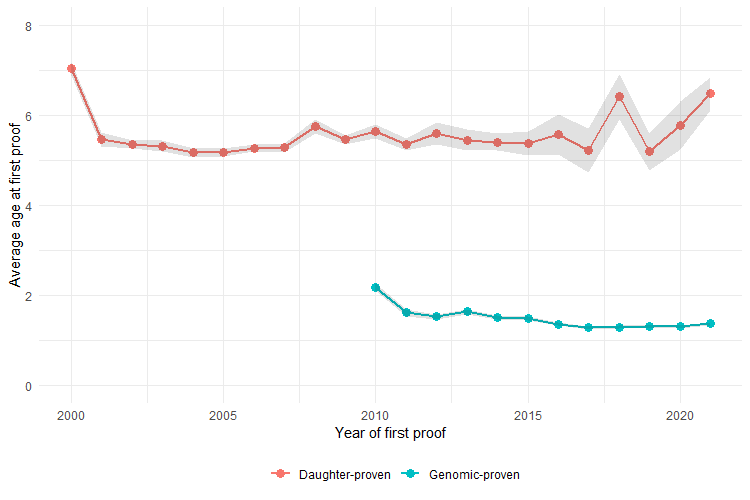 Average age at first proof
8
6
4
2
0
2000 2005 2010 2015 2020
Year of first proof
Daughter-proven Genomic-proven